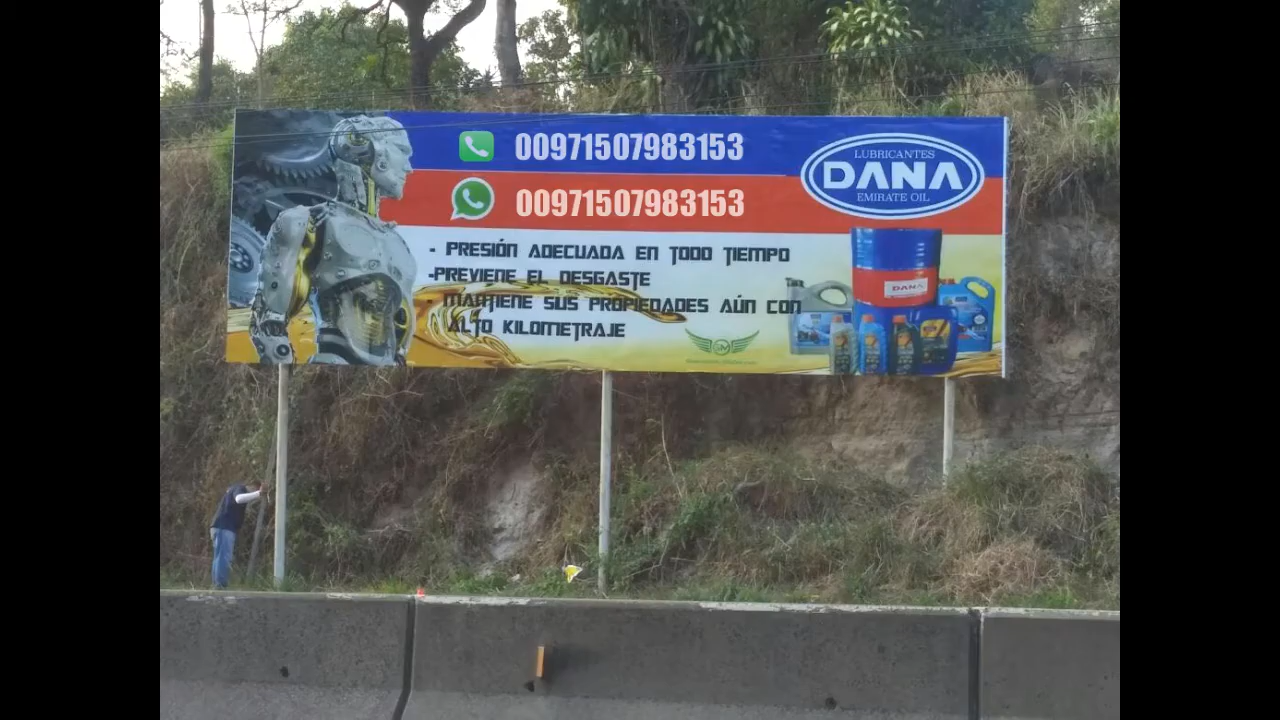 00971507983153
00971507983153
LUBRICANTES
DANA
EMIRATE OIL
- PRESIÓN ADECUADA EN TODO TIEMPO
-PREVIENE EL DESGASTE
MANTIENE SUS PROPIEDADES AÚN CON
ALTO KILOMETRAJE
DANA